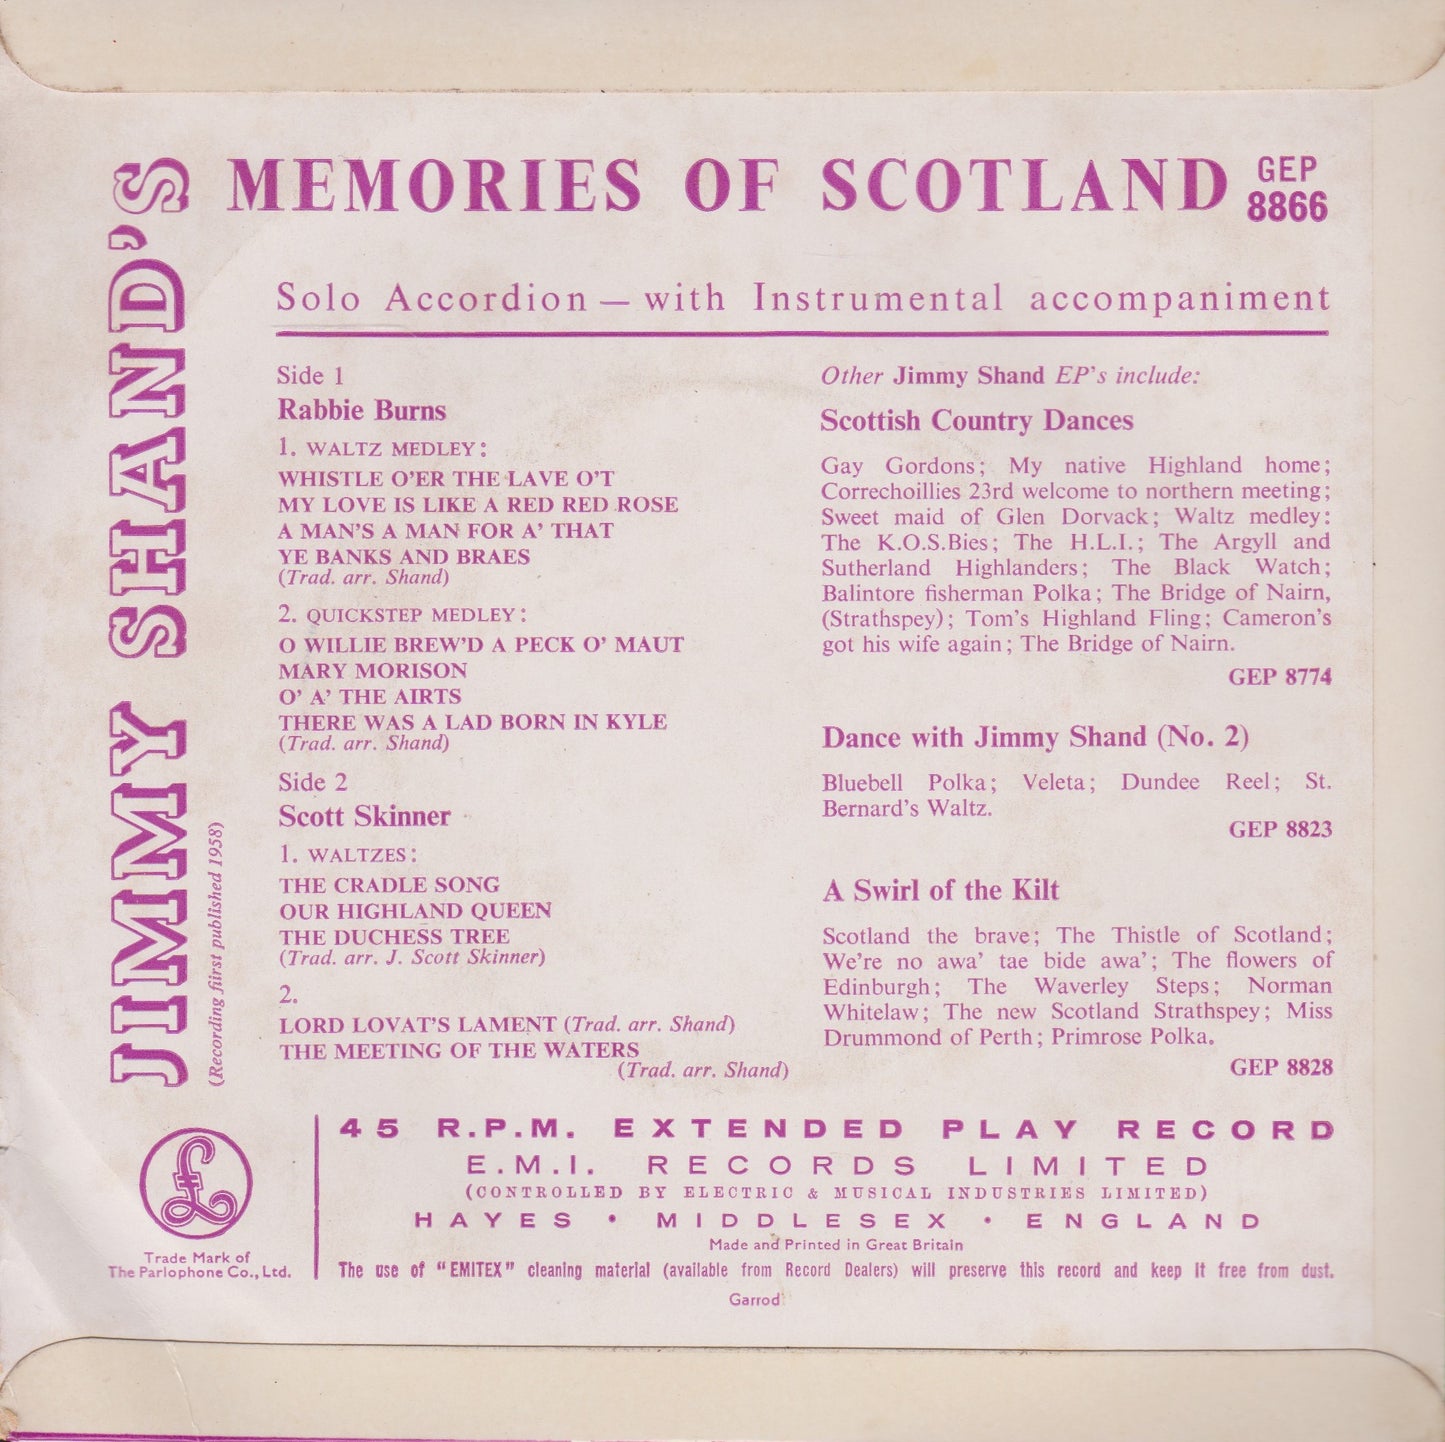 JIMMY SHAND'S
MEMORIES OF SCOTLAND
GEP
8866
(Recording first published 1958)
Solo Accordion — with Instrumental accompaniment
Side 1
Rabbie Burns
1. WALTZ MEDLEY:
WHISTLE O'ER THE LAVE O'T
MY LOVE IS LIKE A RED RED ROSE
A MAN'S A MAN FOR A' THAT
YE BANKS AND BRAES
(Trad. arr. Shand)
2. QUICKSTEP MEDLEY:
O WILLIE BREW'D A PECK O' MAUT
MARY MORISON
O' A' THE AIRTS
THERE WAS A LAD BORN IN KYLE
(Trad. arr. Shand)
Side 2
Scott Skinner
1. WALTZES:
THE CRADLE SONG
OUR HIGHLAND QUEEN
THE DUCHESS TREE
(Trad. arr. J. Scott Skinner)
2.
LORD LOVAT'S LAMENT (Trad. arr. Shand)
THE MEETING OF THE WATERS
(Trad. arr. Shand)
Other Jimmy Shand EP's include:
Scottish Country Dances
Gay Gordons; My native Highland home;
Correchoillies 23rd welcome to northern meeting;
Sweet maid of Glen Dorvack; Waltz medley:
The K.O.S.Bies; The H.L.I.; The Argyll and
Sutherland Highlanders; The Black Watch;
Balintore fisherman Polka; The Bridge of Nairn,
(Strathspey); Tom's Highland Fling; Cameron's
got his wife again; The Bridge of Nairn.
GEP 8774
Dance with Jimmy Shand (No. 2)
Bluebell Polka; Veleta; Dundee Reel; St.
Bernard's Waltz.
GEP 8823
A Swirl of the Kilt
Scotland the brave; The Thistle of Scotland;
We're no awa' tae bide awa'; The flowers of
Edinburgh; The Waverley Steps; Norman
Whitelaw; The new Scotland Strathspey; Miss
Drummond of Perth; Primrose Polka.
GEP 8828
£
Trade Mark of
The Parlophone Co., Ltd.
45 R.P.M. EXTENDED PLAY RECORD
E.M.I. RECORDS LIMITED
(CONTROLLED BY ELECTRIC & MUSICAL INDUSTRIES LIMITED)
HAYES • MIDDLESEX • ENGLAND
Made and Printed in Great Britain
The use of "EMITEX" cleaning material (available from Record Dealers) will preserve this record and keep it free from dust.
Garrod